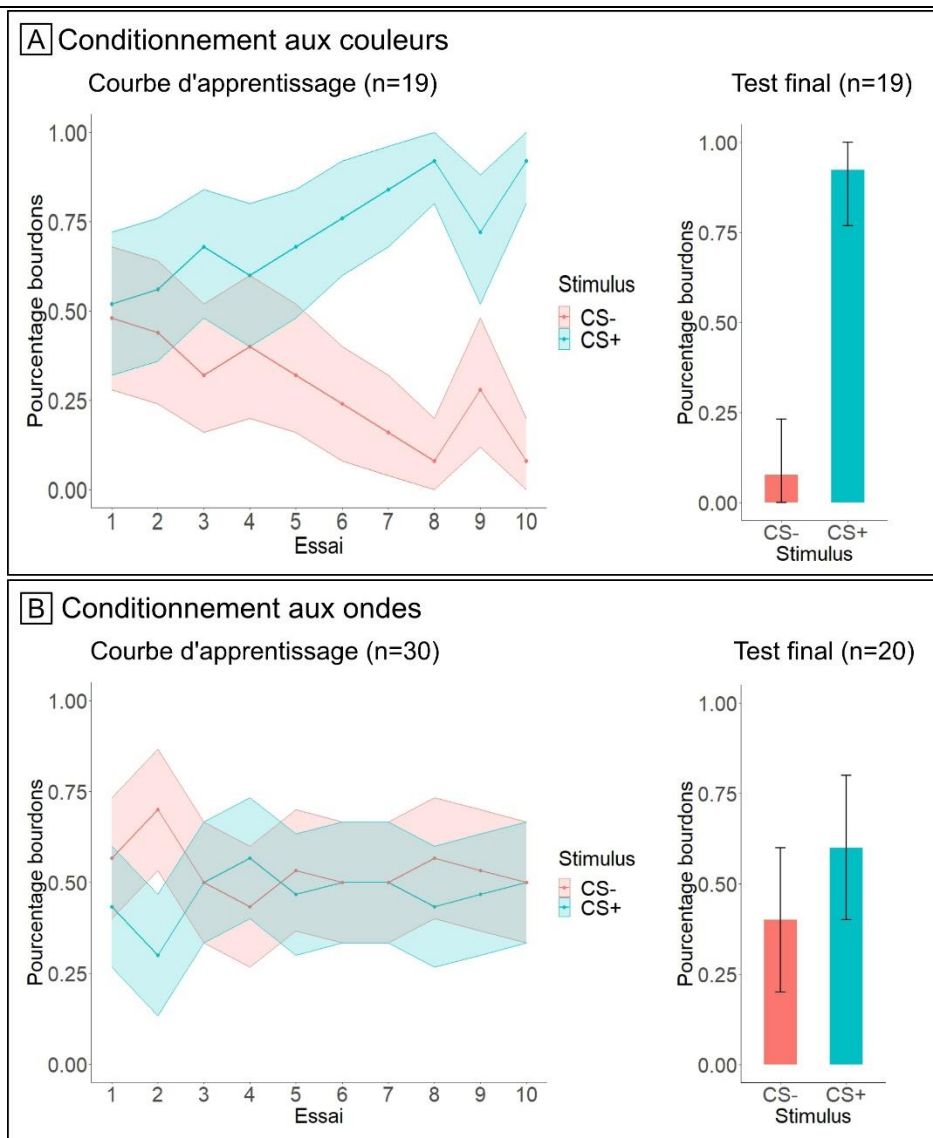 A Conditionnement aux couleurs
Courbe d'apprentissage (n=19)
Pourcentage bourdons
1.00
0.75
0.50
0.25
0.00
1 2 3 4 5 6 7 8 9 10
Essai
Stimulus
CS-
CS+
Test final (n=19)
Pourcentage bourdons
1.00
0.75
0.50
0.25
0.00
CS- CS+
Stimulus
B Conditionnement aux ondes
Courbe d'apprentissage (n=30)
Pourcentage bourdons
1.00
0.75
0.50
0.25
0.00
1 2 3 4 5 6 7 8 9 10
Essai
Stimulus
CS-
CS+
Test final (n=20)
Pourcentage bourdons
1.00
0.75
0.50
0.25
0.00
CS- CS+
Stimulus